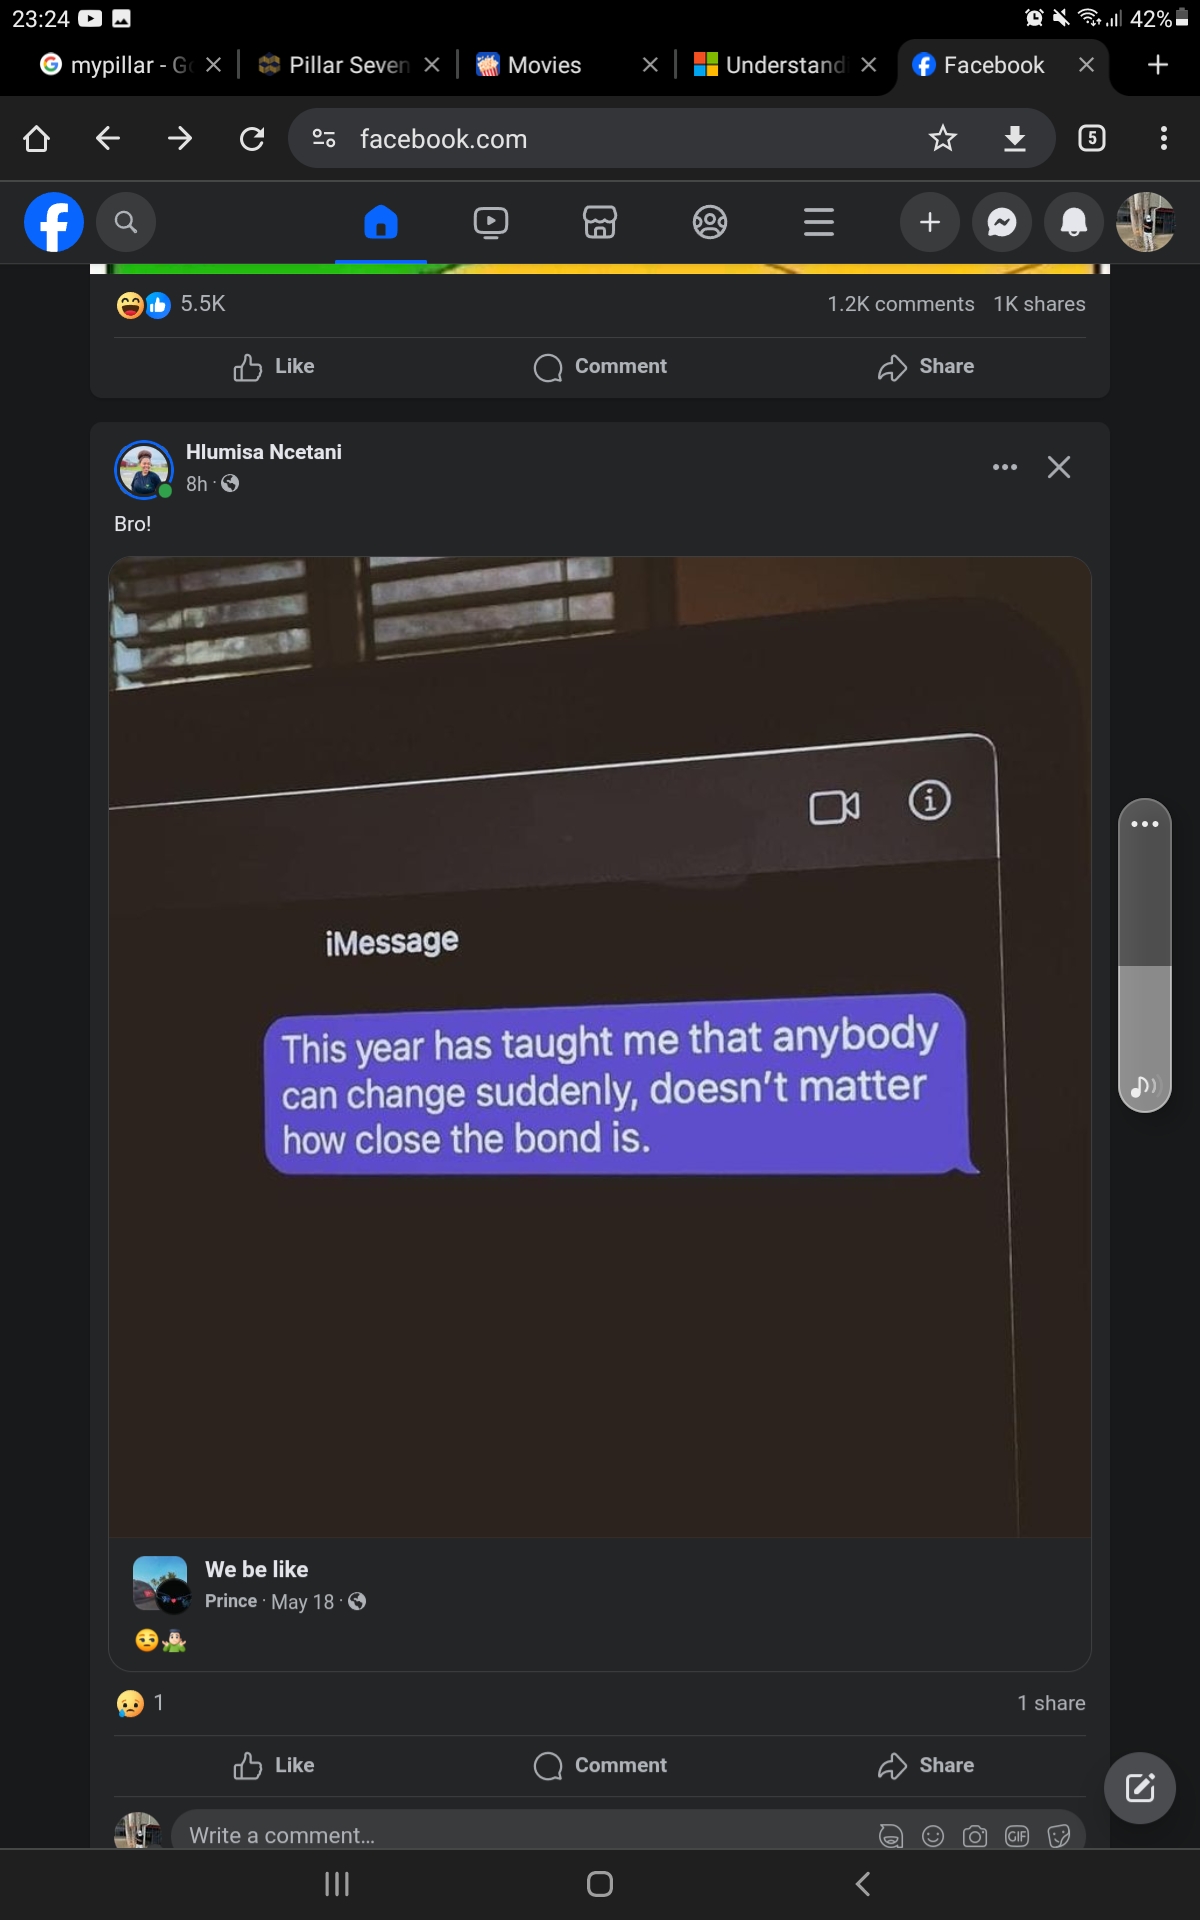 23:24 42%
mypillar - Go Pillar Seven Movies Understand Facebook
facebook.com 5
5.5K 1.2K comments 1K shares
Like Comment Share
Hlumisa Ncetani
8h ·
Bro!
iMessage
This year has taught me that anybody
can change suddenly, doesn't matter
how close the bond is.
We be like
Prince · May 18 ·
1 1 share
Like Comment Share
Write a comment... GIF